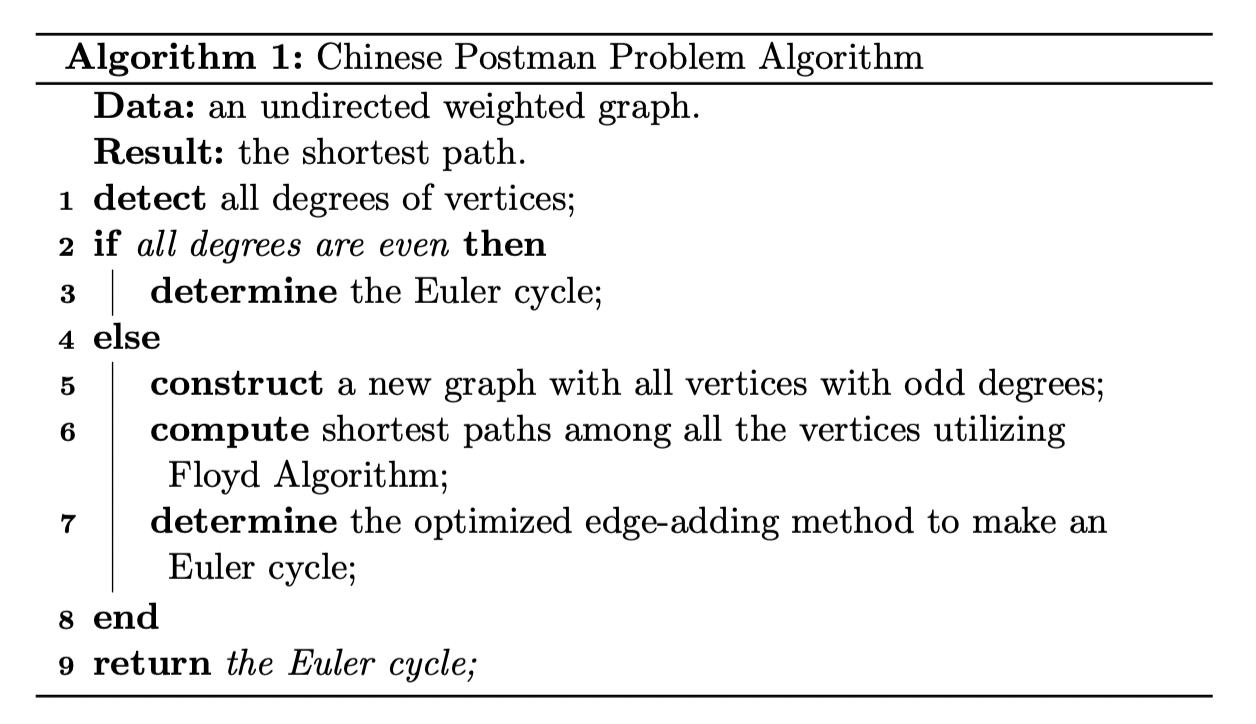 Algorithm 1: Chinese Postman Problem Algorithm
Data: an undirected weighted graph.
Result: the shortest path.
1 detect all degrees of vertices;
2 if all degrees are even then
3 determine the Euler cycle;
4 else
5 construct a new graph with all vertices with odd degrees;
6 compute shortest paths among all the vertices utilizing
Floyd Algorithm;
7 determine the optimized edge-adding method to make an
Euler cycle;
8 end
9 return the Euler cycle;